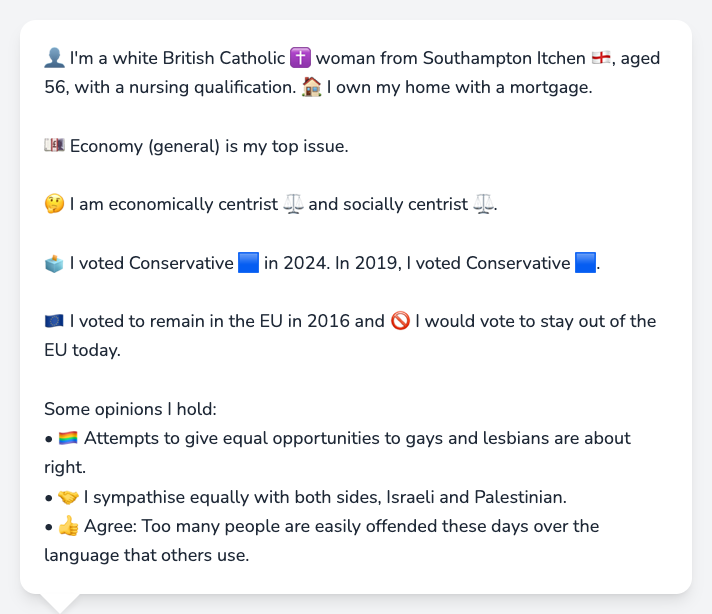 👤 I'm a white British Catholic ✝️ woman from Southampton Itchen 🏴󠁧󠁢󠁥󠁮󠁧󠁿, aged
56, with a nursing qualification. 🏠 I own my home with a mortgage.
💷 Economy (general) is my top issue.
🤔 I am economically centrist ⚖️ and socially centrist ⚖️.
🗳️ I voted Conservative 🟦 in 2024. In 2019, I voted Conservative 🟦.
🇪🇺 I voted to remain in the EU in 2016 and 🚫 I would vote to stay out of the
EU today.
Some opinions I hold:
• 🏳️‍🌈 Attempts to give equal opportunities to gays and lesbians are about
right.
• 🤝 I sympathise equally with both sides, Israeli and Palestinian.
• 👍 Agree: Too many people are easily offended these days over the
language that others use.